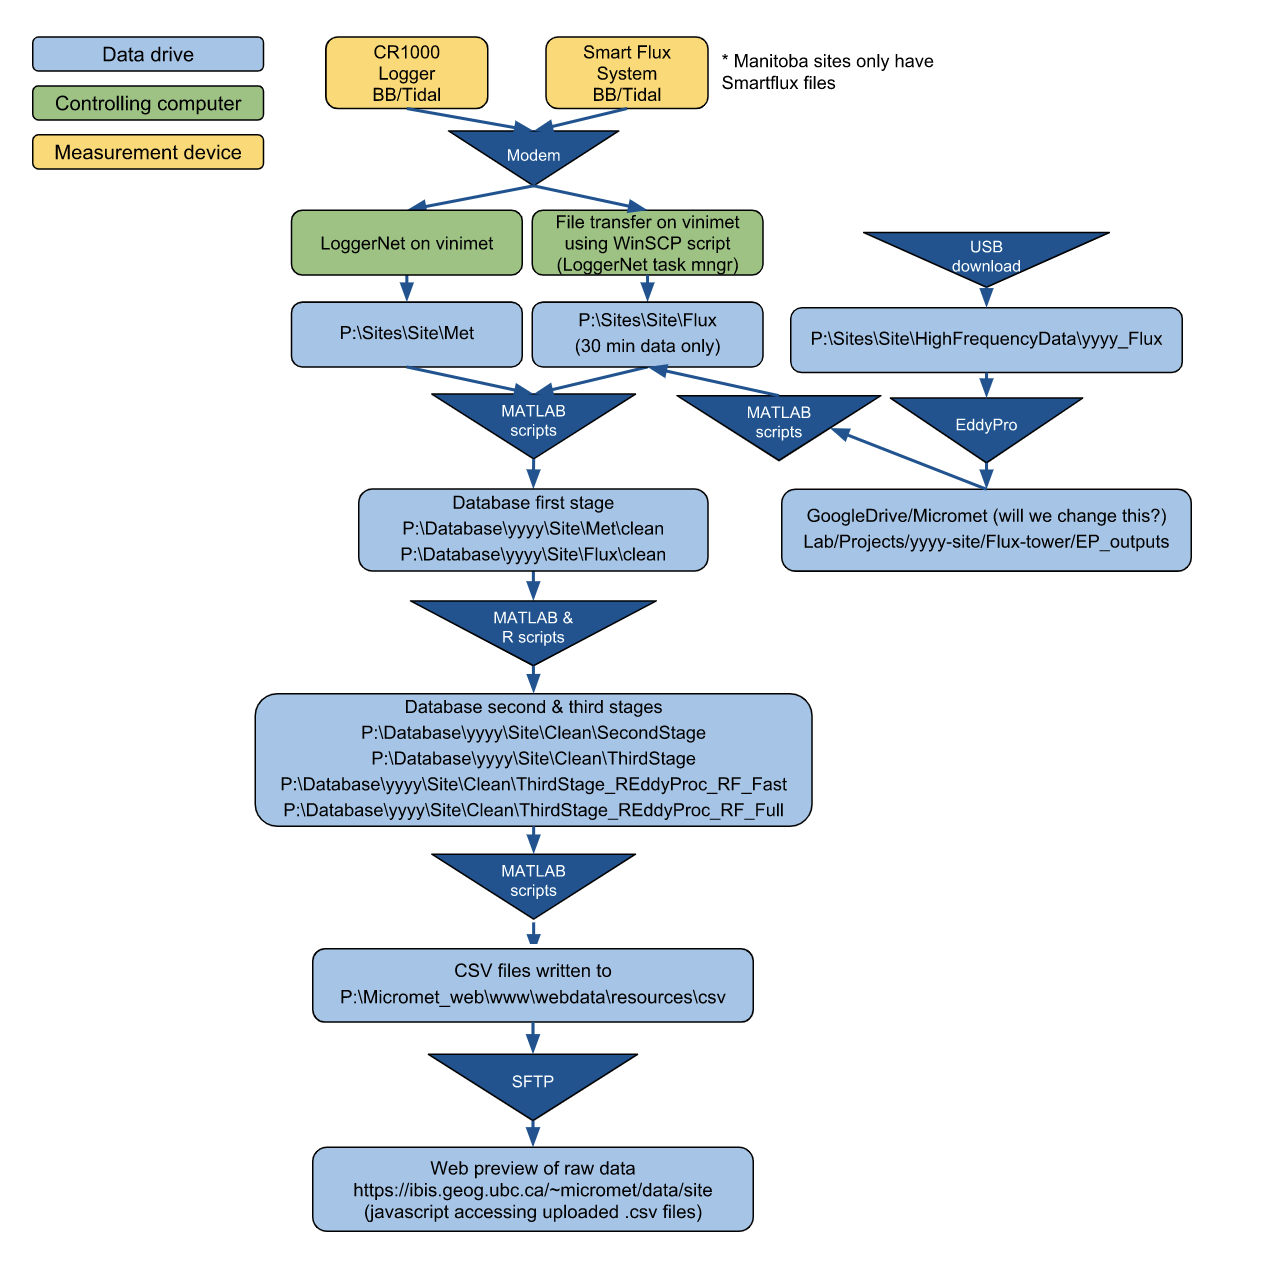 Data drive
Controlling computer
Measurement device
CR1000
Logger
BB/Tidal
Smart Flux
System
BB/Tidal
* Manitoba sites only have
Smartflux files
Modem
LoggerNet on vinimet
File transfer on vinimet
using WinSCP script
(LoggerNet task mngr)
USB
download
P:\Sites\Site\Met
P:\Sites\Site\Flux
(30 min data only)
P:\Sites\Site\HighFrequencyData\yyyy_Flux
MATLAB
scripts
MATLAB
scripts
EddyPro
Database first stage
P:\Database\yyyy\Site\Met\clean
P:\Database\yyyy\Site\Flux\clean
GoogleDrive/Micromet (will we change this?)
Lab/Projects/yyyy-site/Flux-tower/EP_outputs
MATLAB &
R scripts
Database second & third stages
P:\Database\yyyy\Site\Clean\SecondStage
P:\Database\yyyy\Site\Clean\ThirdStage
P:\Database\yyyy\Site\Clean\ThirdStage_REddyProc_RF_Fast
P:\Database\yyyy\Site\Clean\ThirdStage_REddyProc_RF_Full
MATLAB
scripts
CSV files written to
P:\Micromet_web\www\webdata\resources\csv
SFTP
Web preview of raw data
https://ibis.geog.ubc.ca/~micromet/data/site
(javascript accessing uploaded .csv files)